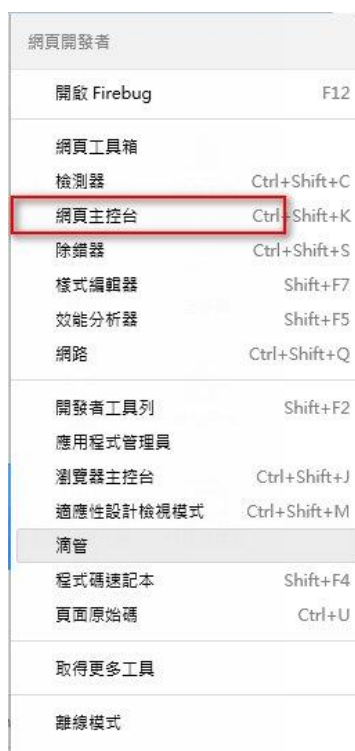 網頁開發者
開啟 Firebug F12
網頁工具箱
檢測器 Ctrl+Shift+C
網頁主控台 Ctrl+Shift+K
除錯器 Ctrl+Shift+S
樣式編輯器 Shift+F7
效能分析器 Shift+F5
網路 Ctrl+Shift+Q
開發者工具列 Shift+F2
應用程式管理員
瀏覽器主控台 Ctrl+Shift+J
適應性設計檢視模式 Ctrl+Shift+M
滴管
程式碼速記本 Shift+F4
頁面原始碼 Ctrl+U
取得更多工具
離線模式